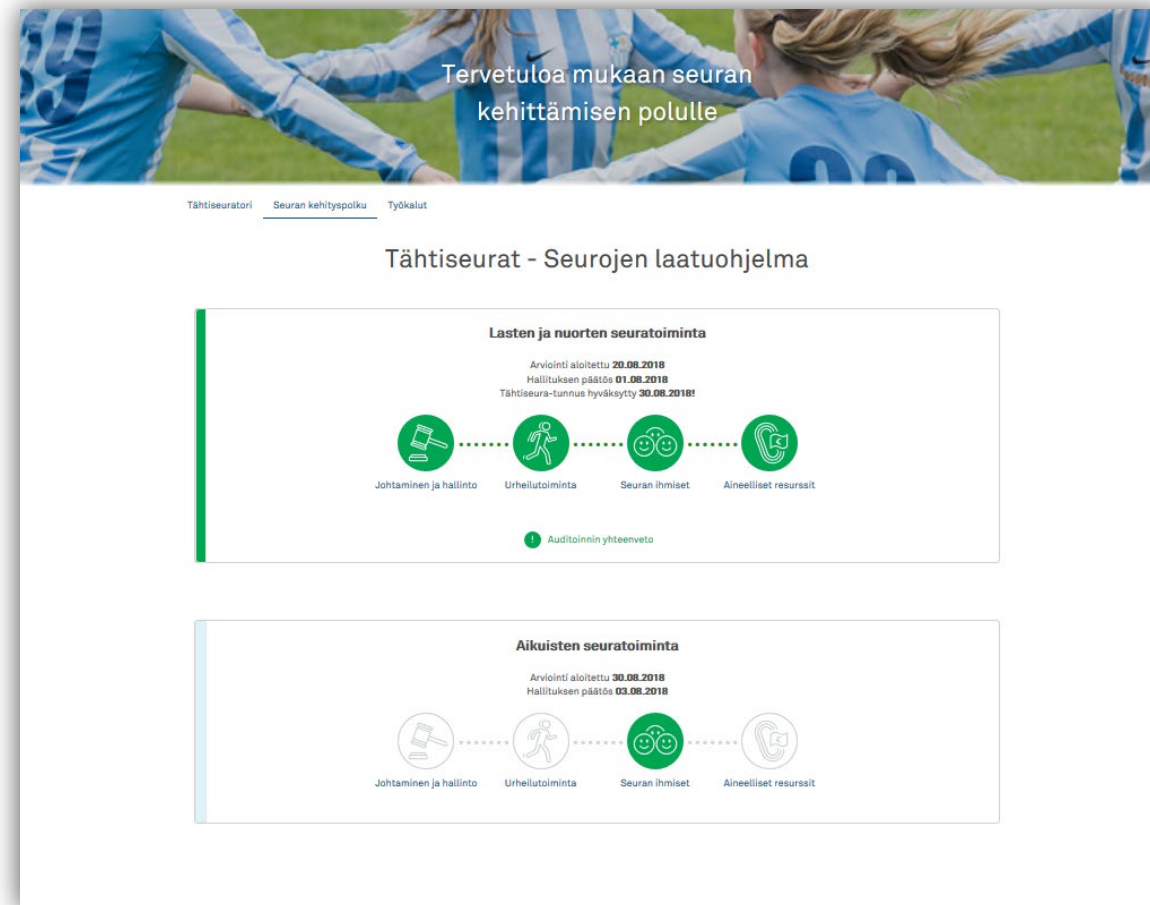 Tervetuloa mukaan seuran
kehittämisen polulle
Tähtiseuratori Seuran kehityspolku Työkalut
Tähtiseurat - Seurojen laatuohjelma
Lasten ja nuorten seuratoiminta
Arviointi aloitettu 20.08.2018
Hallituksen päätös 01.08.2018
Tähtiseura-tunnus hyväksytty 30.08.2018!
Johtaminen ja hallinto Urheilutoiminta Seuran ihmiset Aineelliset resurssit
! Auditoinnin yhteenveto
Aikuisten seuratoiminta
Arviointi aloitettu 30.08.2018
Hallituksen päätös 03.08.2018
Johtaminen ja hallinto Urheilutoiminta Seuran ihmiset Aineelliset resurssit